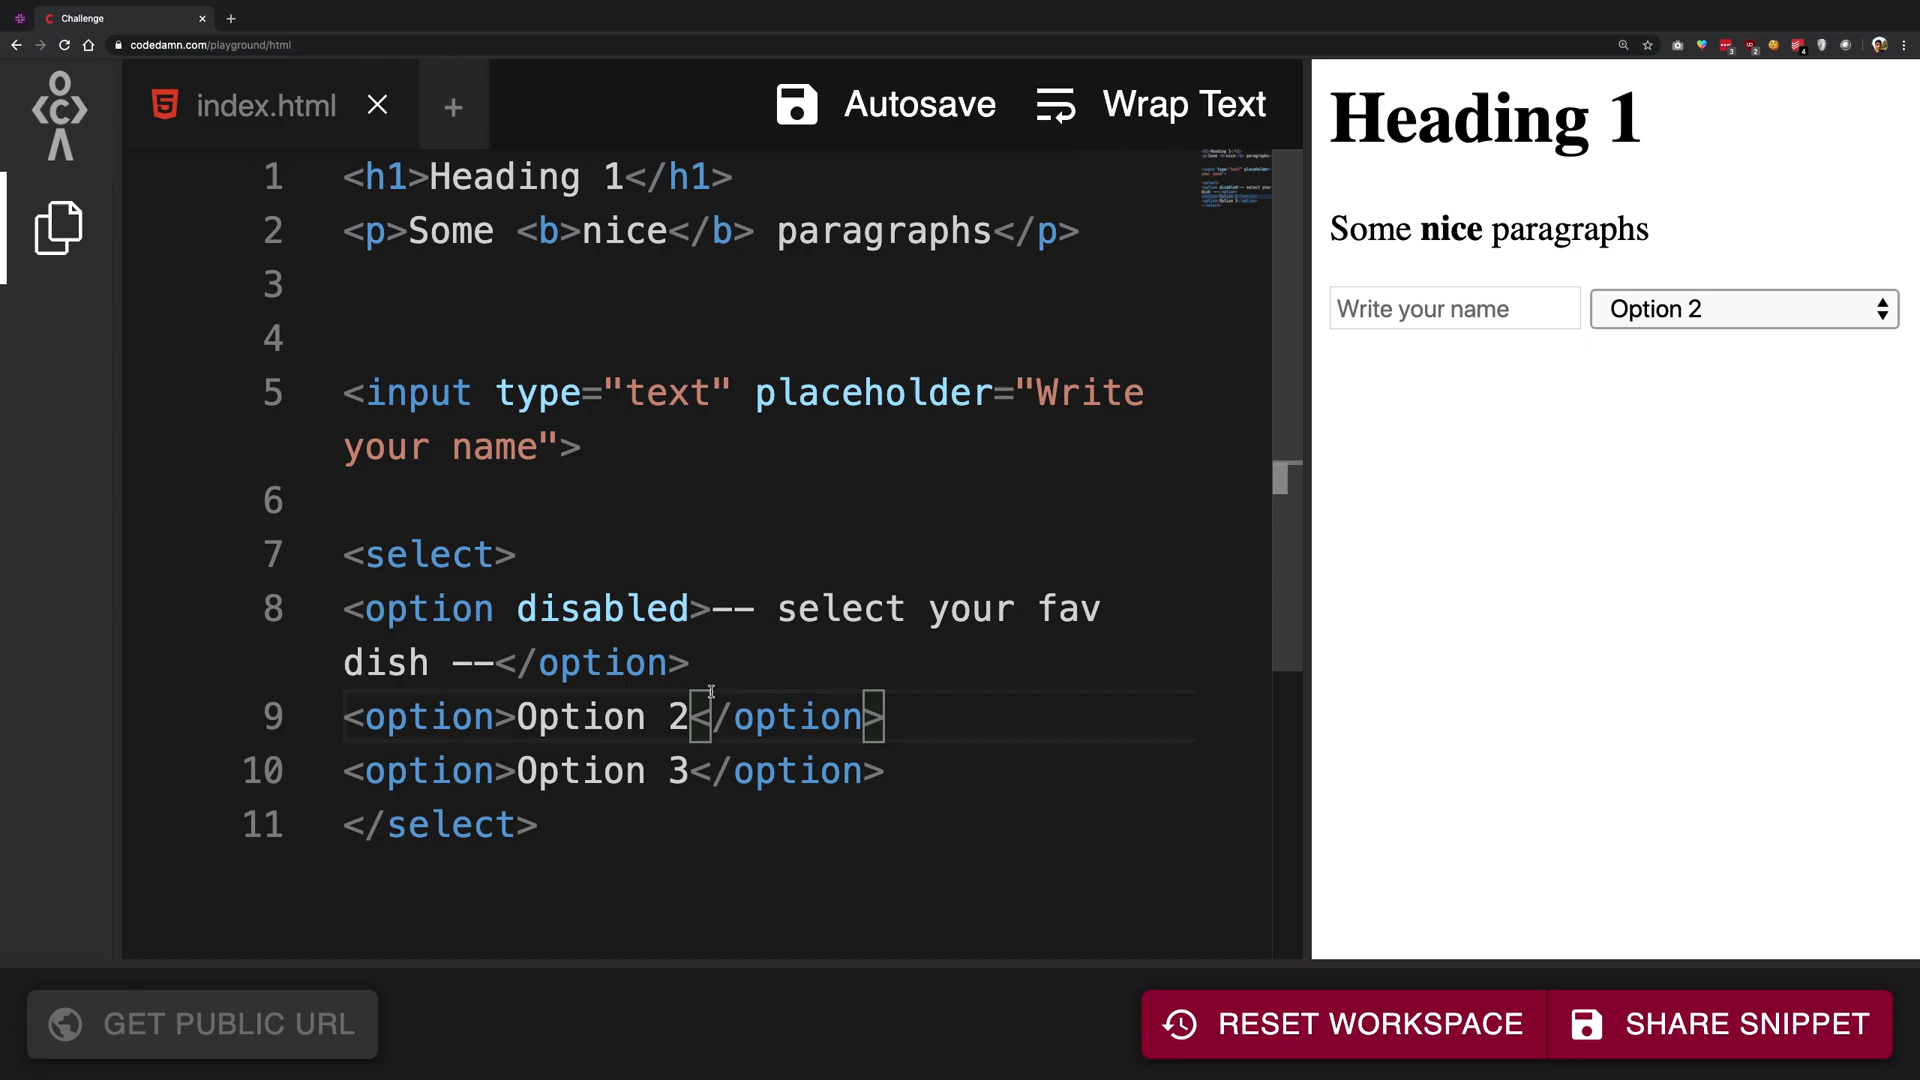 Challenge
codedamn.com/playground/html
index.html
Autosave
Wrap Text
1 <h1>Heading 1</h1>
2 <p>Some <b>nice</b> paragraphs</p>
3
4
5 <input type="text" placeholder="Write
your name">
6
7 <select>
8 <option disabled>-- select your fav
dish --</option>
9 <option>Option 2</option>
10 <option>Option 3</option>
11 </select>
Heading 1
Some nice paragraphs
Write your name
Option 2
GET PUBLIC URL
RESET WORKSPACE
SHARE SNIPPET